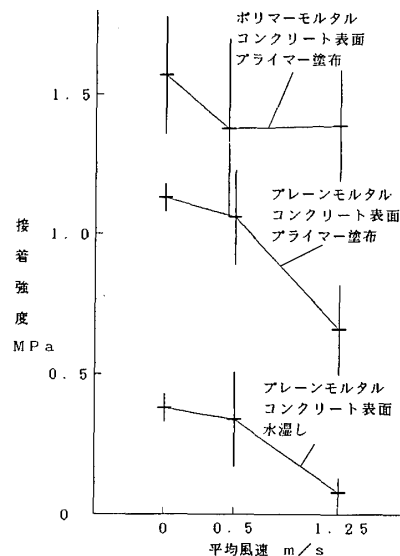 ポリマーモルタル
コンクリート表面
プライマー塗布
1.5
プレーンモルタル
コンクリート表面
プライマー塗布
接着強度
MPa
1.0
0.5
プレーンモルタル
コンクリート表面
水湿し
0
0 0.5 1.25
平均風速 m/s